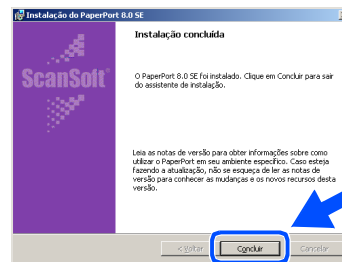 Instalação do PaperPort 8.0 SE
Instalação concluída
ScanSoft
O PaperPort 8.0 SE foi instalado. Clique em Concluir para sair
do assistente de instalação.
Leia as notas de versão para obter informações sobre como
utilizar o PaperPort em seu ambiente específico. Caso esteja
fazendo a atualização, não se esqueça de ler as notas de
versão para conhecer as mudanças e os novos recursos desta
versão.
< Voltar
Concluir
Cancelar